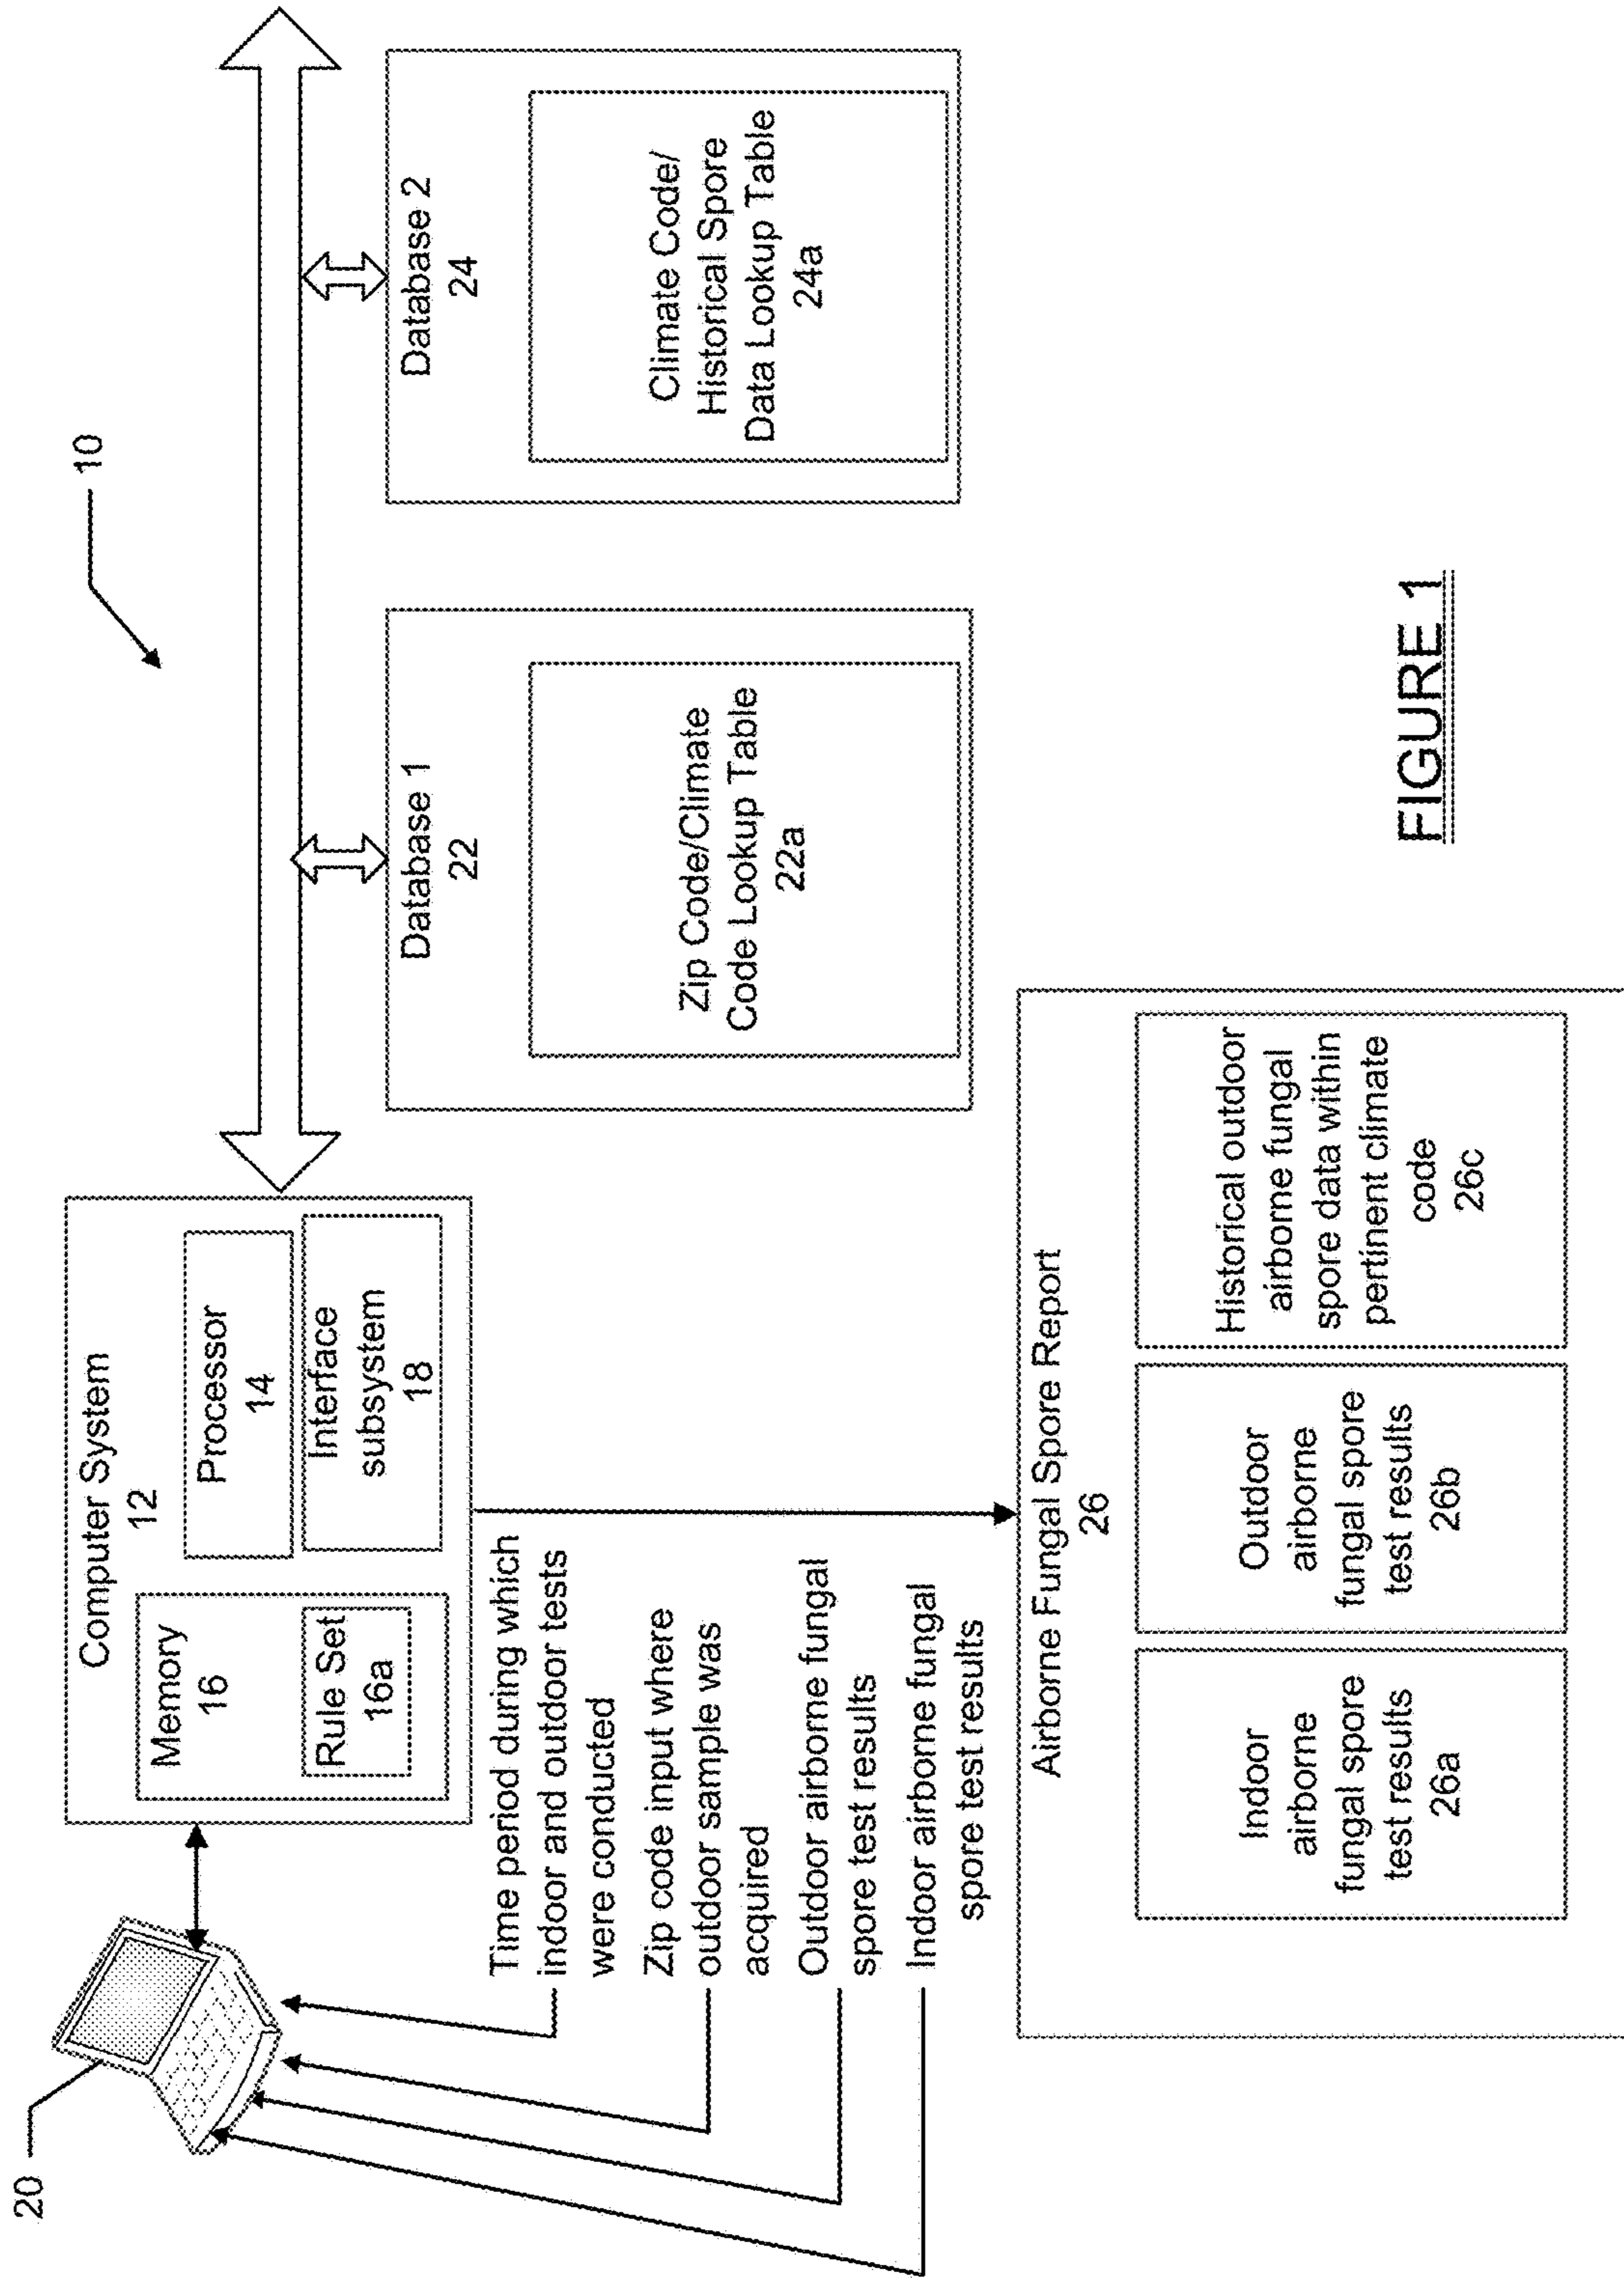 10
20
Computer System
12
Memory
16
Rule Set
16a
Processor
14
Interface
subsystem
18
Database 1
22
Zip Code/Climate
Code Lookup Table
22a
Database 2
24
Climate Code/
Historical Spore
Data Lookup Table
24a
Time period during which
indoor and outdoor tests
were conducted
Zip code input where
outdoor sample was
acquired
Outdoor airborne fungal
spore test results
Indoor airborne fungal
spore test results
Airborne Fungal Spore Report
26
Indoor
airborne
fungal spore
test results
26a
Outdoor
airborne
fungal spore
test results
26b
Historical outdoor
airborne fungal
spore data within
pertinent climate
code
26c
FIGURE 1